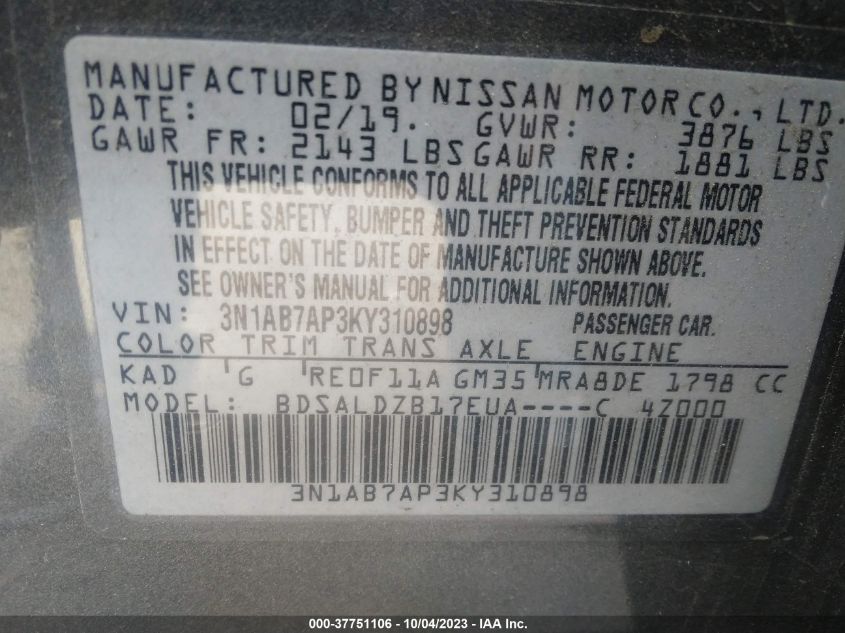 MANUFACTURED BY NISSAN MOTOR CO., LTD.
DATE: 02/19. GVWR: 3876 LBS
GAWR FR: 2143 LBS GAWR RR: 1881 LBS
THIS VEHICLE CONFORMS TO ALL APPLICABLE FEDERAL MOTOR
VEHICLE SAFETY, BUMPER AND THEFT PREVENTION STANDARDS
IN EFFECT ON THE DATE OF MANUFACTURE SHOWN ABOVE.
SEE OWNER'S MANUAL FOR ADDITIONAL INFORMATION.
VIN: 3N1AB7AP3KY310898 PASSENGER CAR.
COLOR TRIM TRANS AXLE ENGINE
KAD G RE0F11A GM35 MRA8DE 1798 CC
MODEL: BDSALDZB17EUA----C 4Z000
3N1AB7AP3KY310898
000-37751106 - 10/04/2023 - IAA Inc.